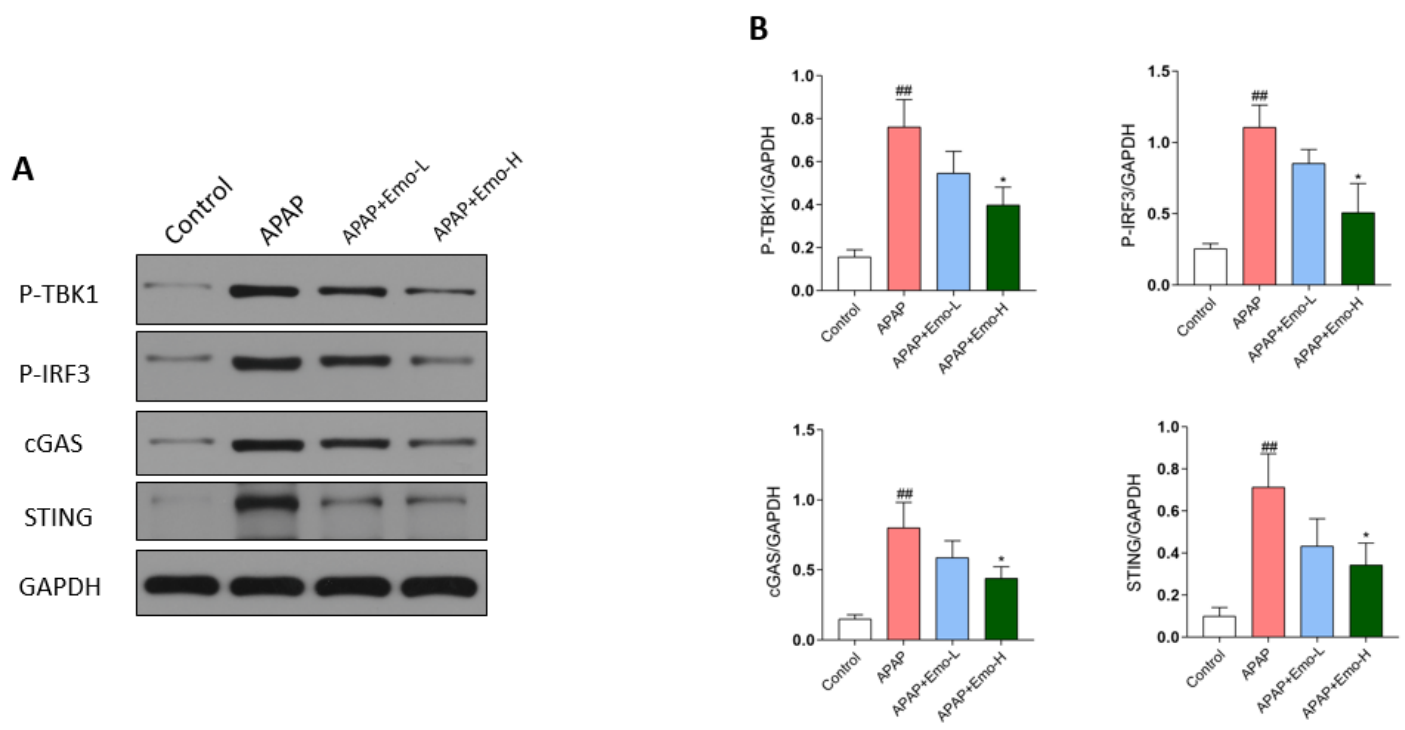 A
Control
APAP
APAP+Emo-L
APAP+Emo-H
P-TBK1
P-IRF3
cGAS
STING
GAPDH
B
P-TBK1/GAPDH
1.0
0.8
0.6
0.4
0.2
0.0
##
*
Control
APAP
APAP+Emo-L
APAP+Emo-H
P-IRF3/GAPDH
1.5
1.0
0.5
0.0
##
*
Control
APAP
APAP+Emo-L
APAP+Emo-H
cGAS/GAPDH
1.5
1.0
0.5
0.0
##
*
Control
APAP
APAP+Emo-L
APAP+Emo-H
STING/GAPDH
1.0
0.8
0.6
0.4
0.2
0.0
##
*
Control
APAP
APAP+Emo-L
APAP+Emo-H